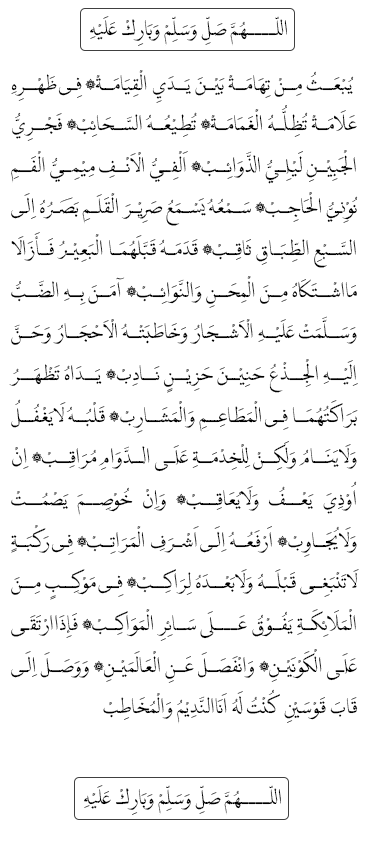 اللّٰهُمَّ صَلِّ وَسَلِّمْ وَبَارِكْ عَلَيْهِ
يُبْعَثُ مِنْ تِهَامَةْ بَيْنَ يَدَيِ الْقِيَامَةْ۞ فِى ظَهْرِهِ
عَلَامَةْ تُظِلُّهُ الْغَمَامَةْ۞ تُطِيْعُهُ السَّحَائِبْ۞ فَجْرِيُّ
الْجَبِيْنِ لَيْلِيُّ الذَّوَائِبْ۞ اَلْفِيُّ الْاَنْفِ مِيْمِيُّ الْفَمِ
نُوْنِيُّ الْحَاجِبْ۞ سَمْعُهُ يَسْمَعُ صَرِيْرَ الْقَلَمِ بَصَرُهُ اِلَى
السَّبْعِ الطِّبَاقِ ثَاقِبْ۞ قَدَمَهُ قَبَّلَهُمَا الْبَعِيْرُ فَأَزَالَا
مَااشْتَكَاهُ مِنَ الْمِحَنِ وَالنَّوَائِبْ۞ آمَنَ بِهِ الضَّبُّ
وَسَلَّمَتْ عَلَيْهِ الْاَشْجَارُ وَخَاطَبَتْهُ الْاَحْجَارُ وَحَنَّ
اِلَيْهِ الْجِذْعُ حَنِيْنَ حَزِيْنٍ نَادِبْ۞ يَدَاهُ تَظْهَرُ
بَرَاكَتُهُمَا فِى الْمَطَاعِمِ وَالْمَشَارِبْ۞ قَلْبُهُ لَايَغْفُلُ
وَلَايَنَامُ وَلَكِنْ لِلْخِدْمَةِ عَلَى الدَّوَامِ مُرَاقِبْ۞ اِنْ
اُوْذِيَ يَعْفُ وَلَايُعَاقِبْ۞ وَاِنْ خُوْصِمَ يَصْمُتْ
وَلَايُجَاوِبْ۞ اَرْفَعُهُ اِلَى اَشْرَفِ الْمَرَاتِبْ۞ فِى رَكْبَةٍ
لَاتَنْبَغِى قَبْلَهُ وَلَابَعْدَهُ لِرَاكِبْ۞ فِى مَوْكِبٍ مِنَ
الْمَلَائِكَةِ يَفُوْقُ عَلَى سَائِرِ الْمَوَاكِبْ۞ فَاِذَاارْتَقَى
عَلَى الْكَوْنَيْنِ۞ وَانْفَصَلَ عَنِ الْعَالَمَيْنِ۞ وَوَصَلَ اِلَى
قَابَ قَوْسَيْنِ كُنْتُ لَهُ اَنَاالنَّدِيْمُ وَالْمُخَاطِبْ
اللّٰهُمَّ صَلِّ وَسَلِّمْ وَبَارِكْ عَلَيْهِ